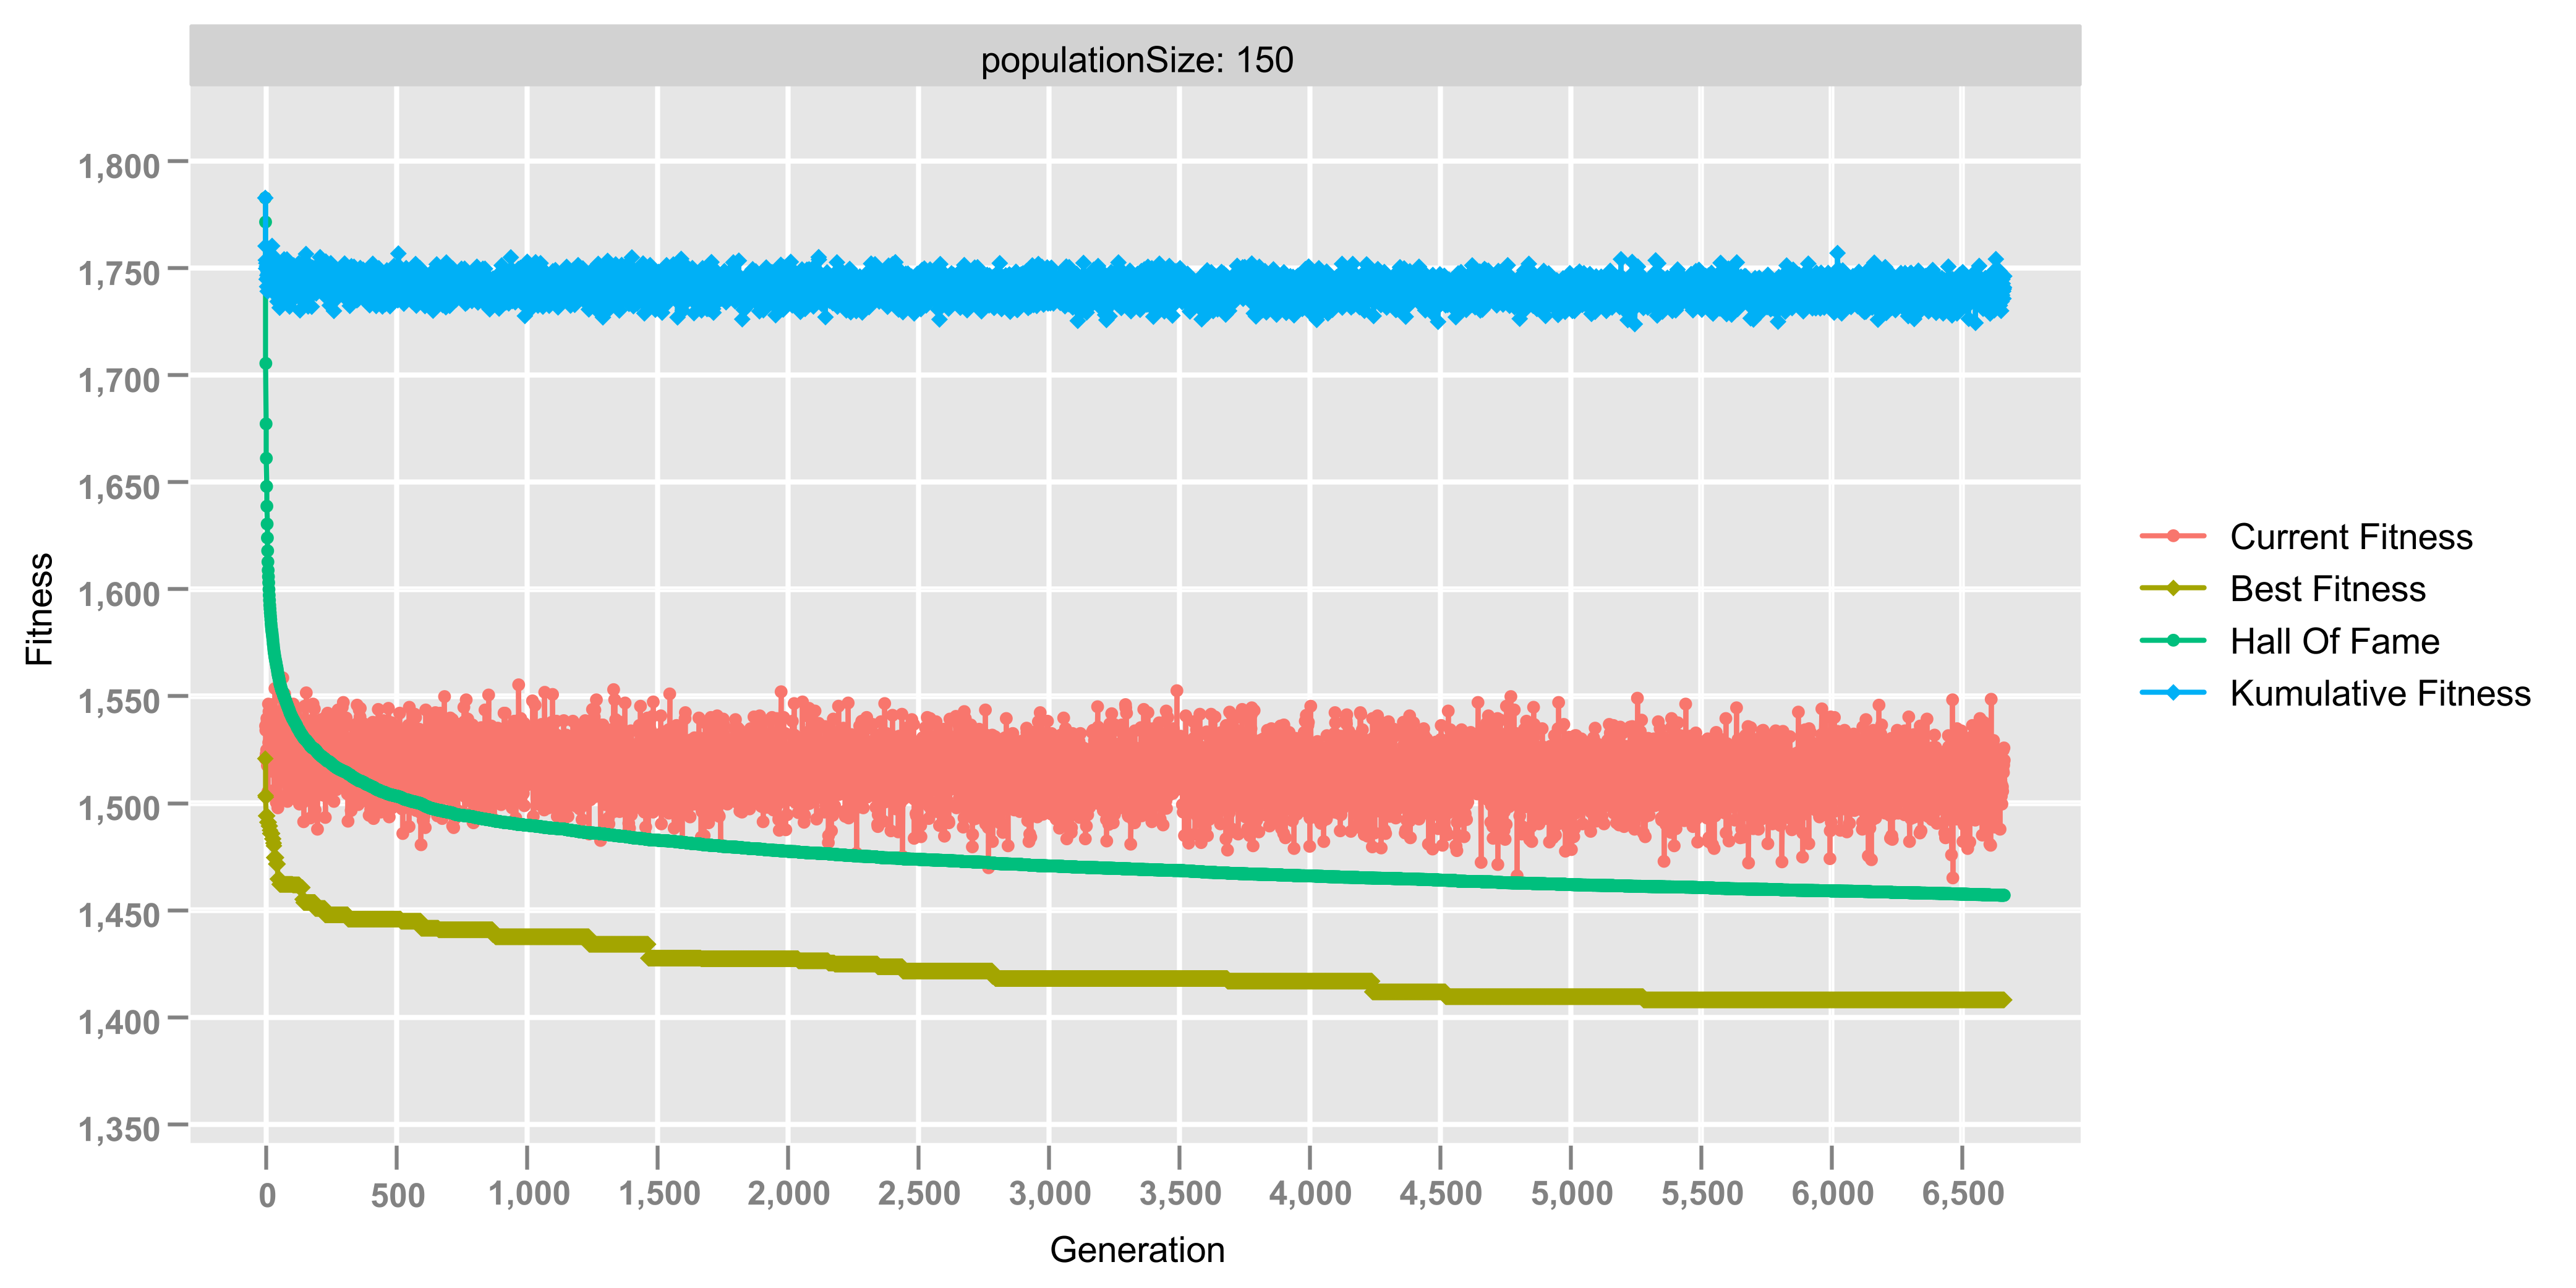 populationSize: 150
1,800
1,750
1,700
1,650
1,600
1,550
1,500
1,450
1,400
1,350
Fitness
0 500 1,000 1,500 2,000 2,500 3,000 3,500 4,000 4,500 5,000 5,500 6,000 6,500
Generation
Current Fitness
Best Fitness
Hall Of Fame
Kumulative Fitness